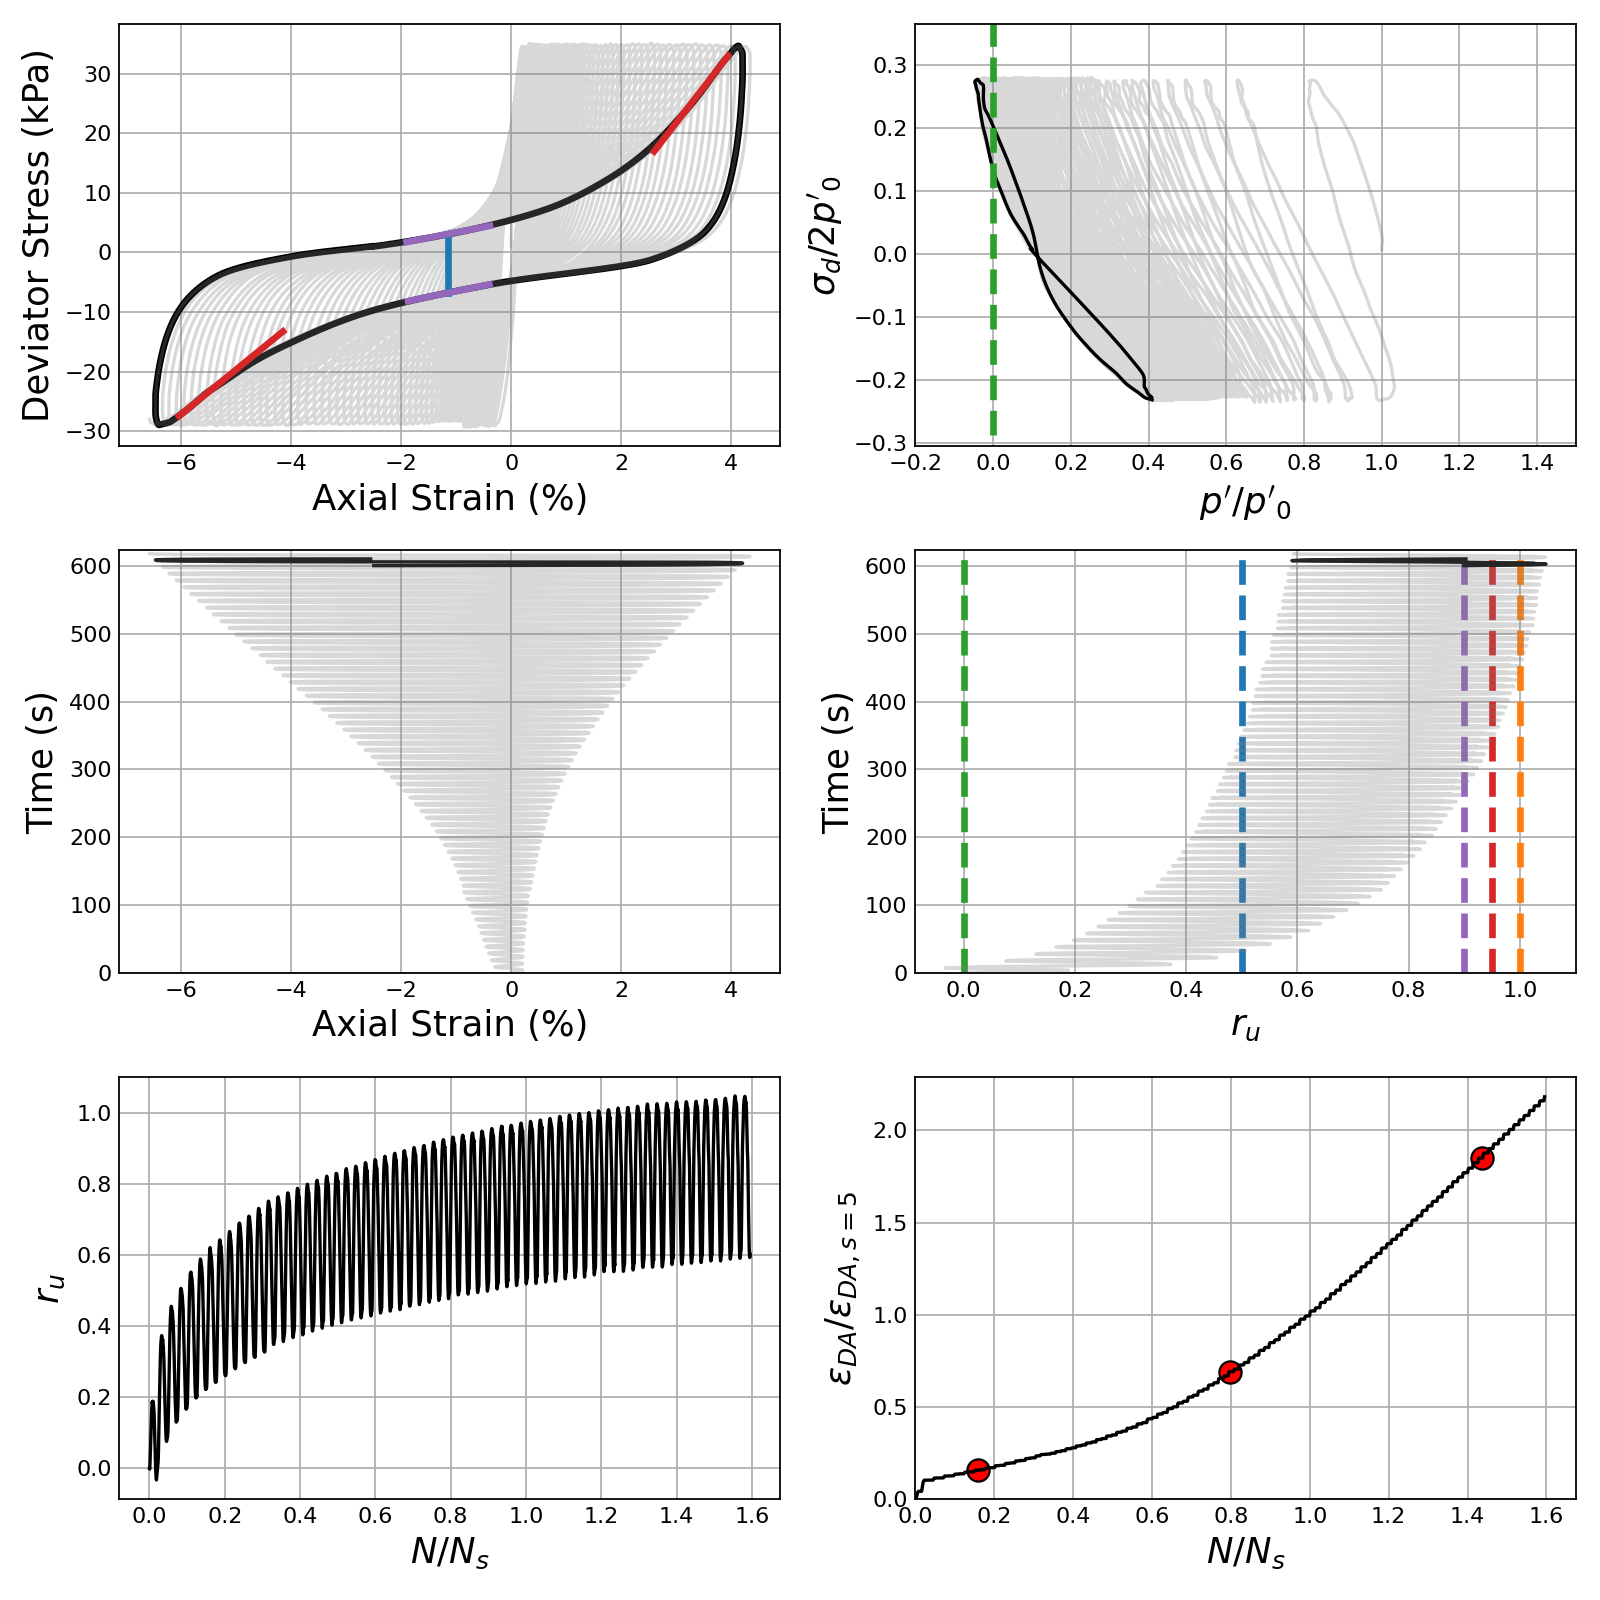 Deviator Stress (kPa)
30
20
10
0
−10
−20
−30
−6 −4 −2 0 2 4
Axial Strain (%)
σd/2p′0
0.3
0.2
0.1
0.0
−0.1
−0.2
−0.3
−0.2 0.0 0.2 0.4 0.6 0.8 1.0 1.2 1.4
p′/p′0
Time (s)
600
500
400
300
200
100
0
−6 −4 −2 0 2 4
Axial Strain (%)
Time (s)
600
500
400
300
200
100
0
0.0 0.2 0.4 0.6 0.8 1.0
ru
ru
1.0
0.8
0.6
0.4
0.2
0.0
0.0 0.2 0.4 0.6 0.8 1.0 1.2 1.4 1.6
N/Ns
εDA/εDA, s = 5
2.0
1.5
1.0
0.5
0.0
0.0 0.2 0.4 0.6 0.8 1.0 1.2 1.4 1.6
N/Ns